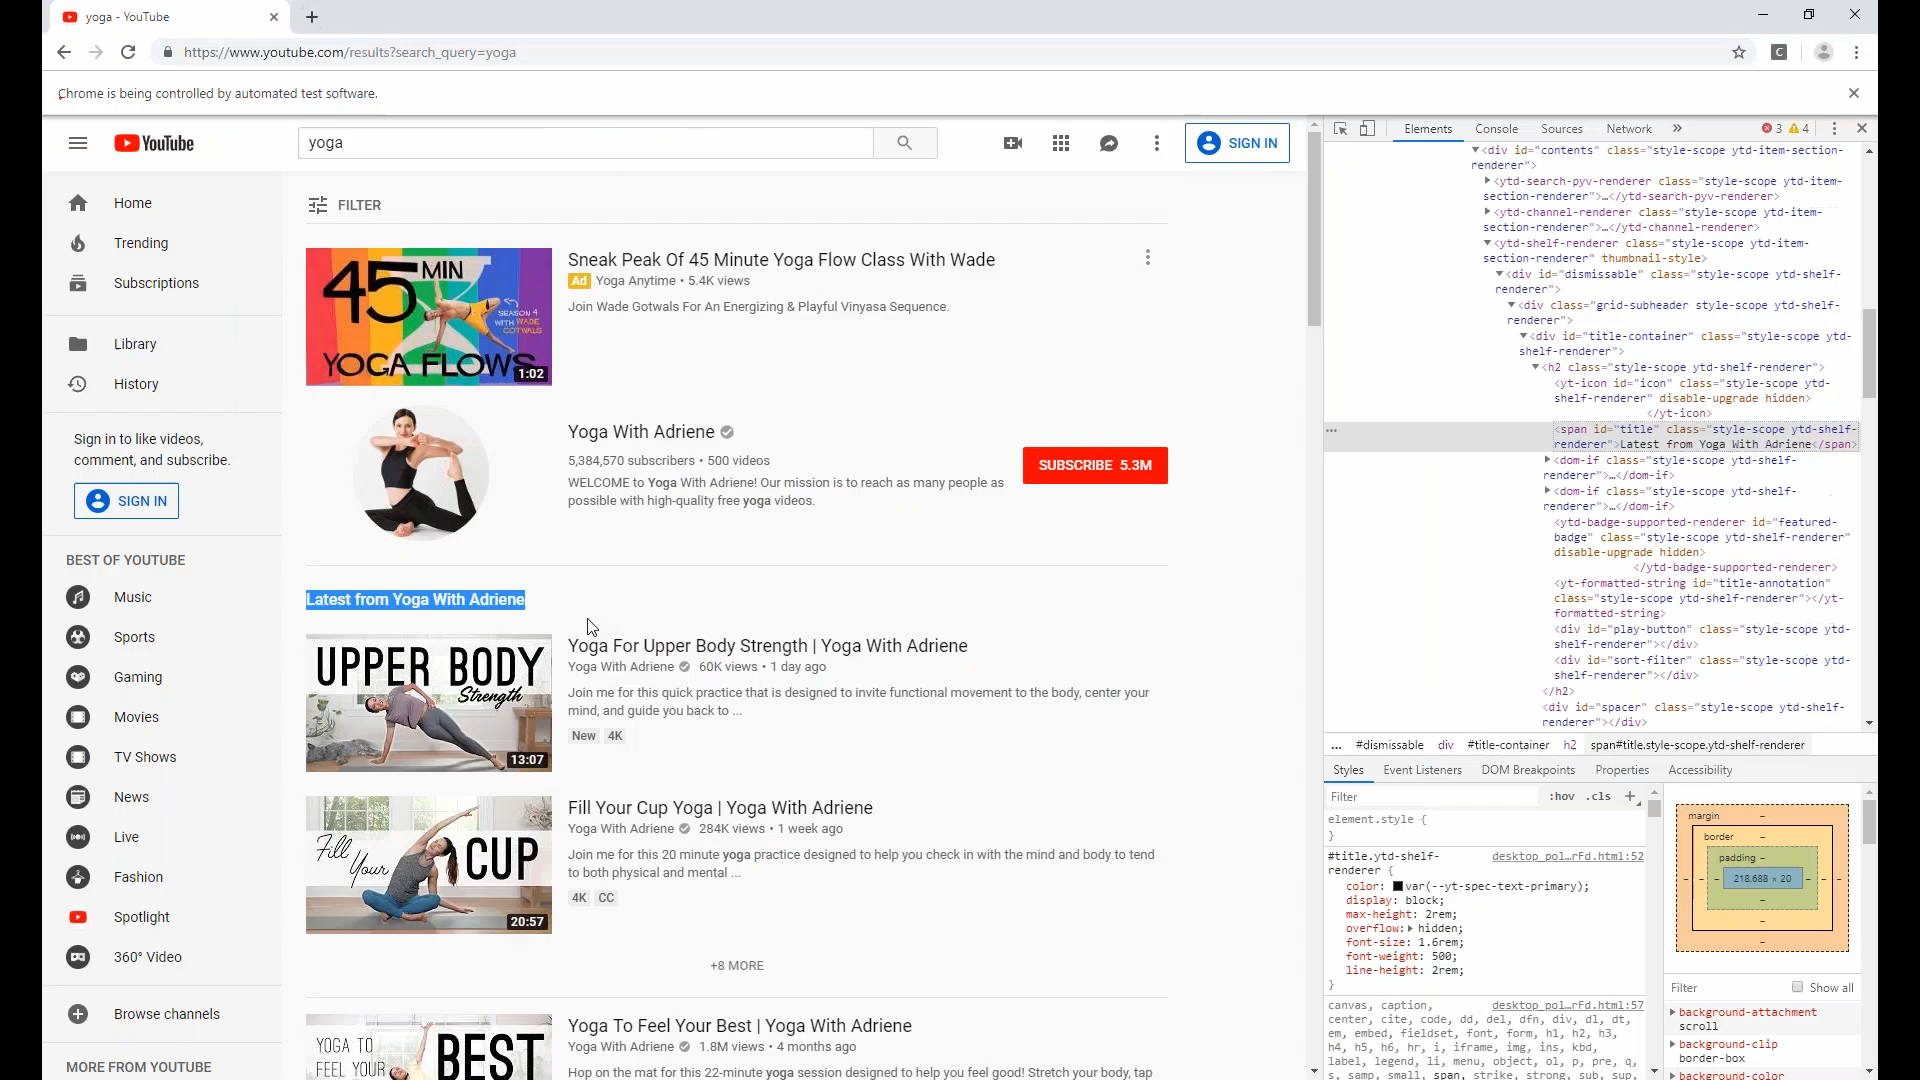 yoga - YouTube
https://www.youtube.com/results?search_query=yoga
Chrome is being controlled by automated test software.
YouTube
yoga
SIGN IN
Home
Trending
Subscriptions
Library
History
Sign in to like videos,
comment, and subscribe.
SIGN IN
BEST OF YOUTUBE
Music
Sports
Gaming
Movies
TV Shows
News
Live
Fashion
Spotlight
360° Video
Browse channels
MORE FROM YOUTUBE
FILTER
45 MIN
SEASON 4
WITH WADE
GOTWALS
YOGA FLOWS
1:02
Sneak Peak Of 45 Minute Yoga Flow Class With Wade
Ad Yoga Anytime • 5.4K views
Join Wade Gotwals For An Energizing & Playful Vinyasa Sequence.
Yoga With Adriene
5,384,570 subscribers • 500 videos
WELCOME to Yoga With Adriene! Our mission is to reach as many people as
possible with high-quality free yoga videos.
SUBSCRIBE 5.3M
Latest from Yoga With Adriene
UPPER BODY
Strength
13:07
Yoga For Upper Body Strength | Yoga With Adriene
Yoga With Adriene 60K views • 1 day ago
Join me for this quick practice that is designed to invite functional movement to the body, center your
mind, and guide you back to ...
New 4K
Fill Your CUP
20:57
Fill Your Cup Yoga | Yoga With Adriene
Yoga With Adriene 284K views • 1 week ago
Join me for this 20 minute yoga practice designed to help you check in with the mind and body to tend
to both physical and mental ...
4K CC
+8 MORE
YOGA TO
FEEL YOUR BEST
Yoga To Feel Your Best | Yoga With Adriene
Yoga With Adriene 1.8M views • 4 months ago
Hop on the mat for this 22-minute yoga session designed to help you feel good! Stretch your body, tap
Elements Console Sources Network » 3 4
<div id="contents" class="style-scope ytd-item-section-
renderer">
<ytd-search-pyv-renderer class="style-scope ytd-item-
section-renderer">…</ytd-search-pyv-renderer>
<ytd-channel-renderer class="style-scope ytd-item-
section-renderer">…</ytd-channel-renderer>
<ytd-shelf-renderer class="style-scope ytd-item-
section-renderer" thumbnail-style>
<div id="dismissable" class="style-scope ytd-shelf-
renderer">
<div class="grid-subheader style-scope ytd-shelf-
renderer">
<div id="title-container" class="style-scope ytd-
shelf-renderer">
<h2 class="style-scope ytd-shelf-renderer">
<yt-icon id="icon" class="style-scope ytd-
shelf-renderer" disable-upgrade hidden>
</yt-icon>
<span id="title" class="style-scope ytd-shelf-
renderer">Latest from Yoga With Adriene</span>
<dom-if class="style-scope ytd-shelf-
renderer">…</dom-if>
<dom-if class="style-scope ytd-shelf-
renderer">…</dom-if>
<ytd-badge-supported-renderer id="featured-
badge" class="style-scope ytd-shelf-renderer"
disable-upgrade hidden>
</ytd-badge-supported-renderer>
<yt-formatted-string id="title-annotation"
class="style-scope ytd-shelf-renderer"></yt-
formatted-string>
<div id="play-button" class="style-scope ytd-
shelf-renderer"></div>
<div id="sort-filter" class="style-scope ytd-
shelf-renderer"></div>
</h2>
<div id="spacer" class="style-scope ytd-shelf-
renderer"></div>
... #dismissable div #title-container h2 span#title.style-scope.ytd-shelf-renderer
Styles Event Listeners DOM Breakpoints Properties Accessibility
Filter :hov .cls +
element.style {
}
#title.ytd-shelf- desktop_pol…rFd.html:52
renderer {
color: var(--yt-spec-text-primary);
display: block;
max-height: 2rem;
overflow: hidden;
font-size: 1.6rem;
font-weight: 500;
line-height: 2rem;
}
canvas, caption, desktop_pol…rFd.html:57
center, cite, code, dd, del, dfn, div, dl, dt,
em, embed, fieldset, font, form, h1, h2, h3,
h4, h5, h6, hr, i, iframe, img, ins, kbd,
label, legend, li, menu, object, ol, p, pre, q,
s, samp, small, span, strike, strong, sub, sup,
margin –
border –
padding –
218.688 × 20
Filter Show all
background-attachment
scroll
background-clip
border-box
background-color